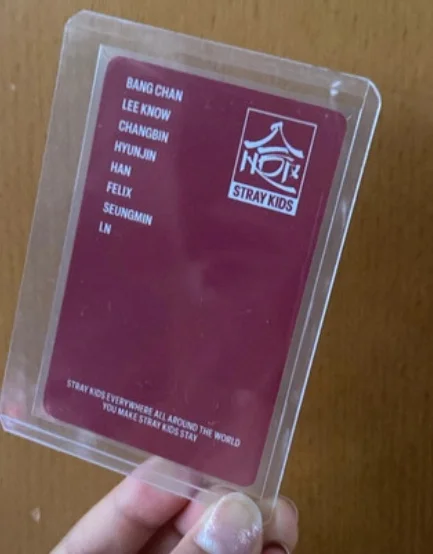 BANG CHAN
LEE KNOW
CHANGBIN
HYUNJIN
HAN
FELIX
SEUNGMIN
I.N
STRAY KIDS
STRAY KIDS EVERYWHERE ALL AROUND THE WORLD
YOU MAKE STRAY KIDS STAY